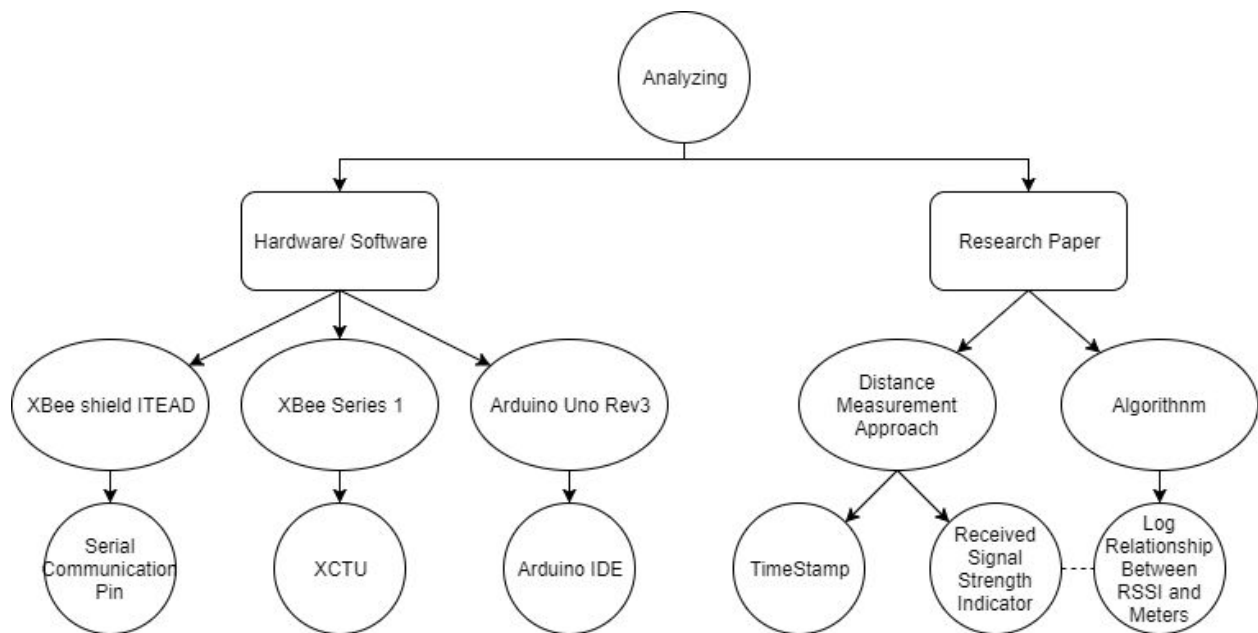 Analyzing
Hardware/ Software
Research Paper
XBee shield ITEAD
XBee Series 1
Arduino Uno Rev3
Distance
Measurement
Approach
Algorithnm
Serial
Communication
Pin
XCTU
Arduino IDE
TimeStamp
Received
Signal
Strength
Indicator
Log
Relationship
Between
RSSI and
Meters